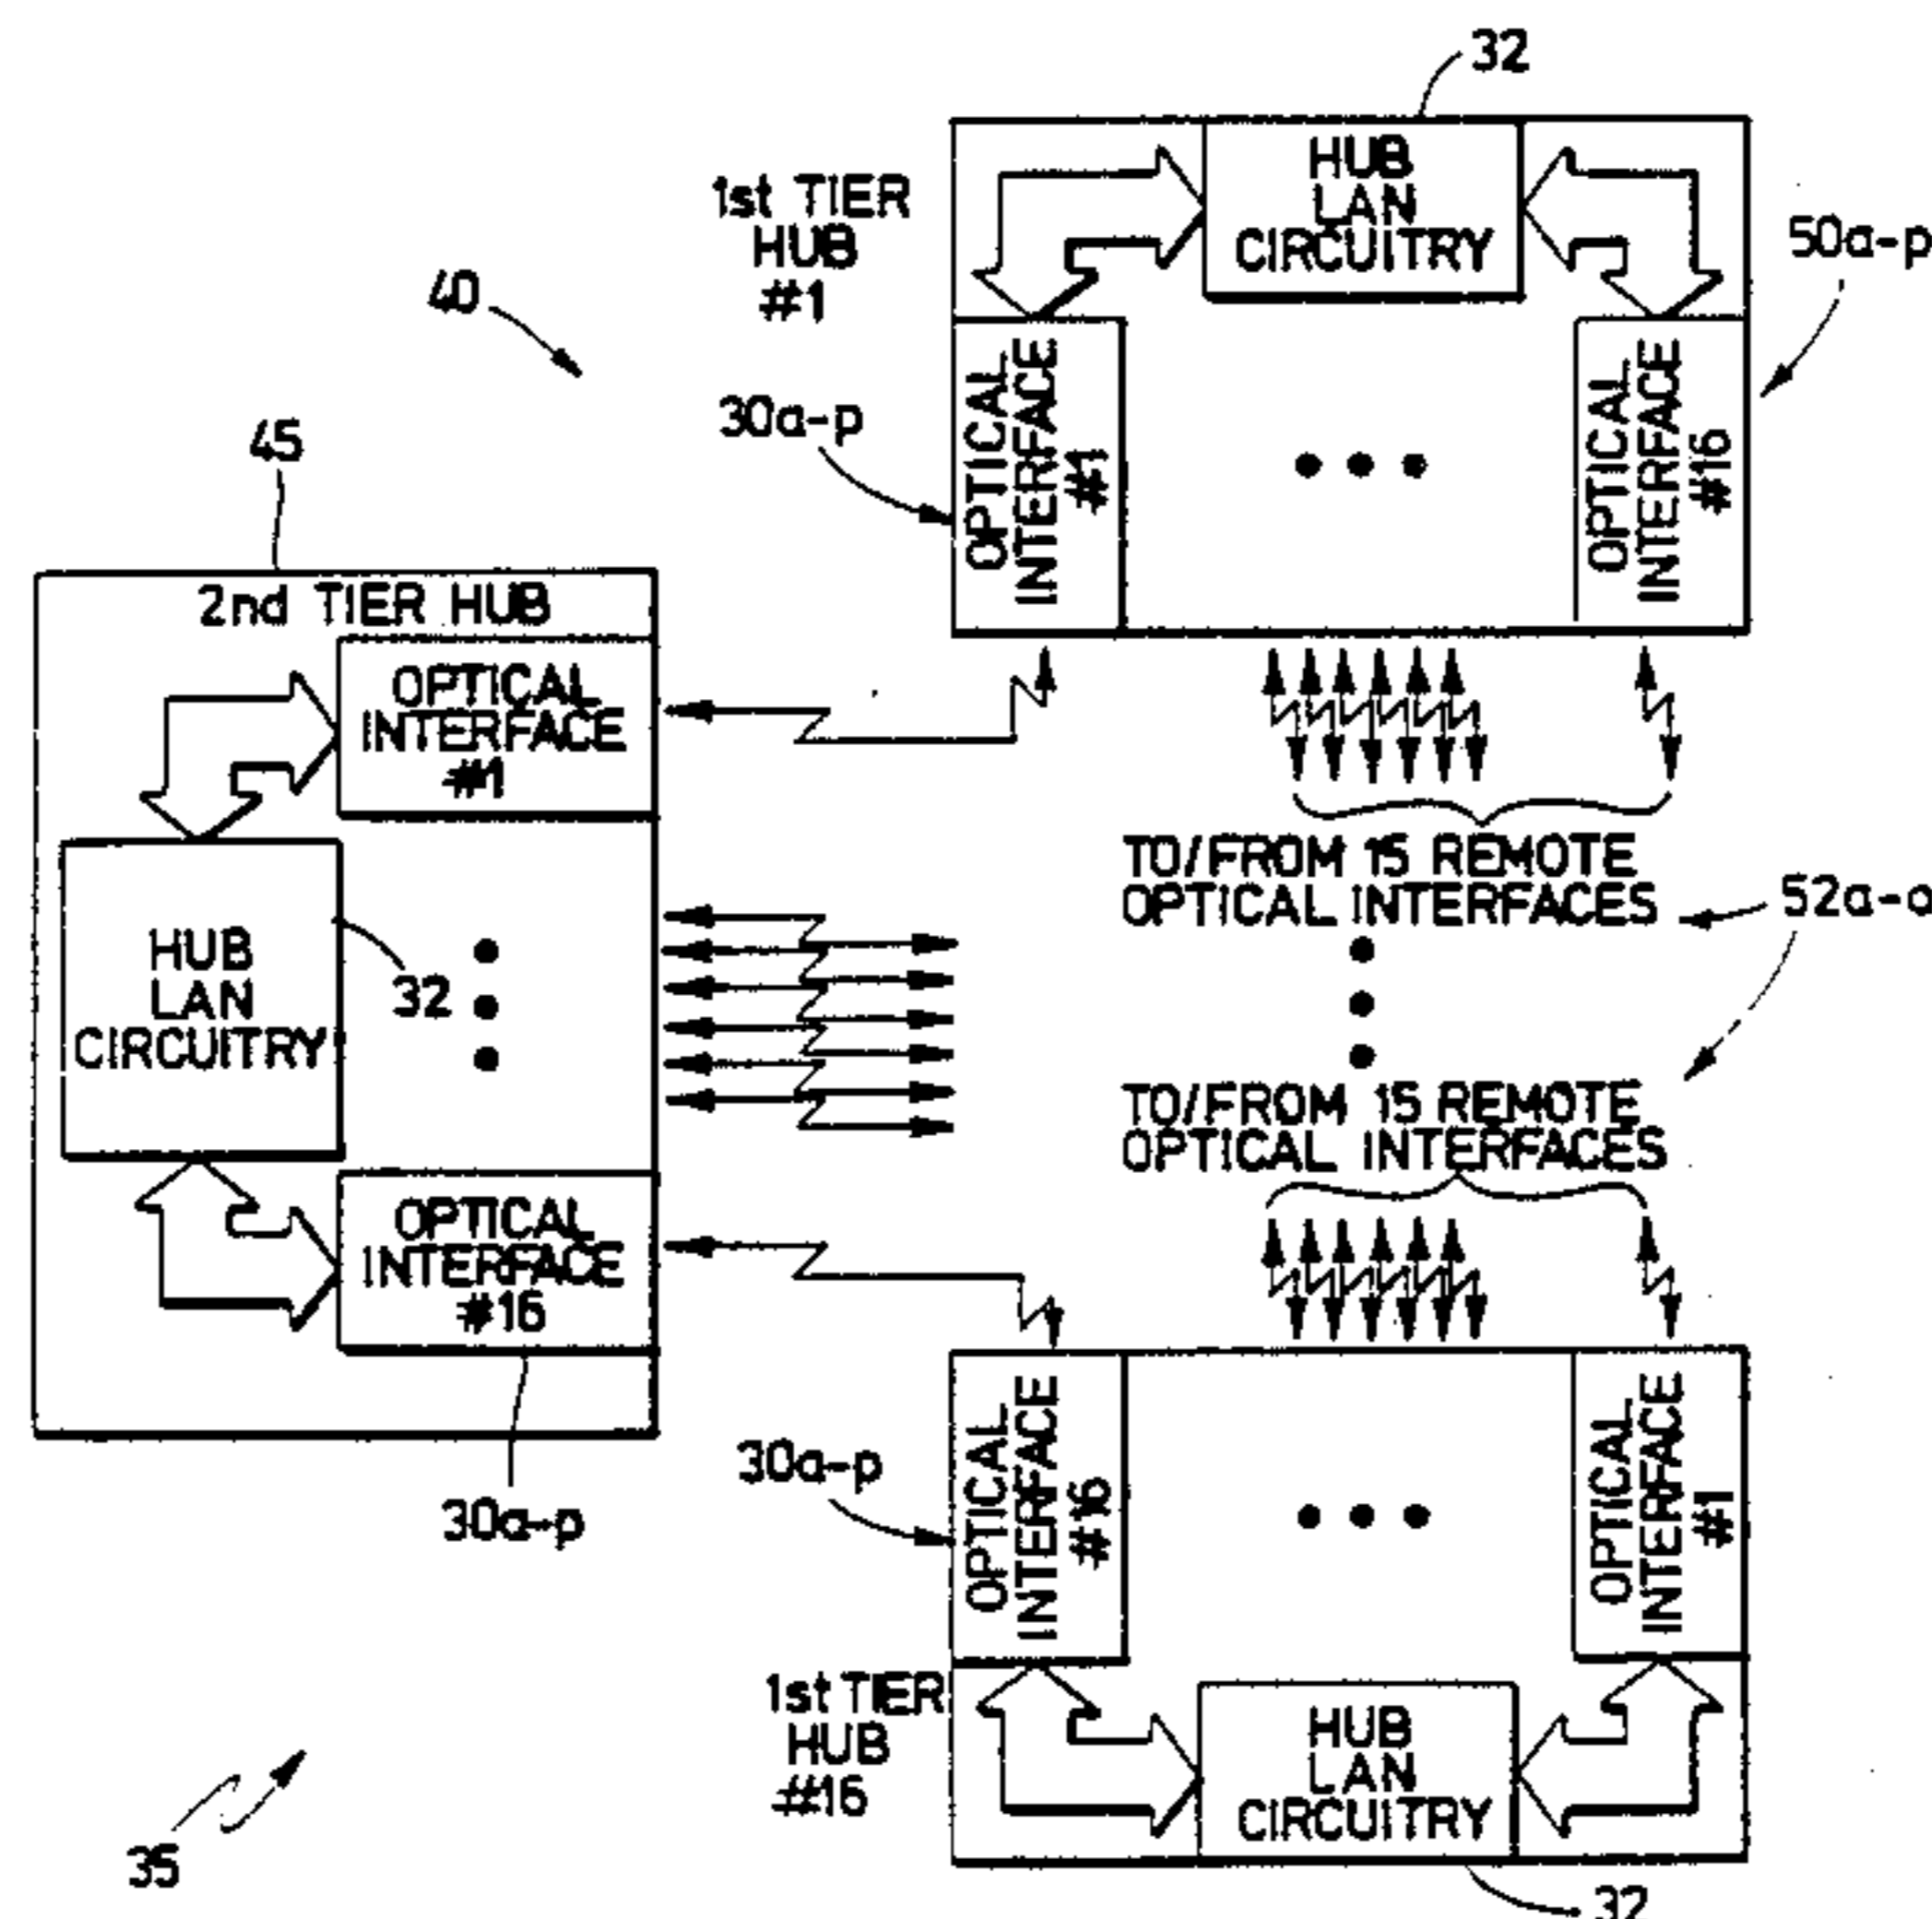 32
1st TIER
HUB
#1
HUB
LAN
CIRCUITRY
50a-p
40
30a-p
OPTICAL
INTERFACE
#1
OPTICAL
INTERFACE
#16
45
2nd TIER HUB
OPTICAL
INTERFACE
#1
TO/FROM 15 REMOTE
OPTICAL INTERFACES
52a-o
HUB
LAN
CIRCUITRY
32
TO/FROM 15 REMOTE
OPTICAL INTERFACES
OPTICAL
INTERFACE
#16
30a-p
30a-p
OPTICAL
INTERFACE
#16
OPTICAL
INTERFACE
#1
1st TIER
HUB
#16
HUB
LAN
CIRCUITRY
35
32